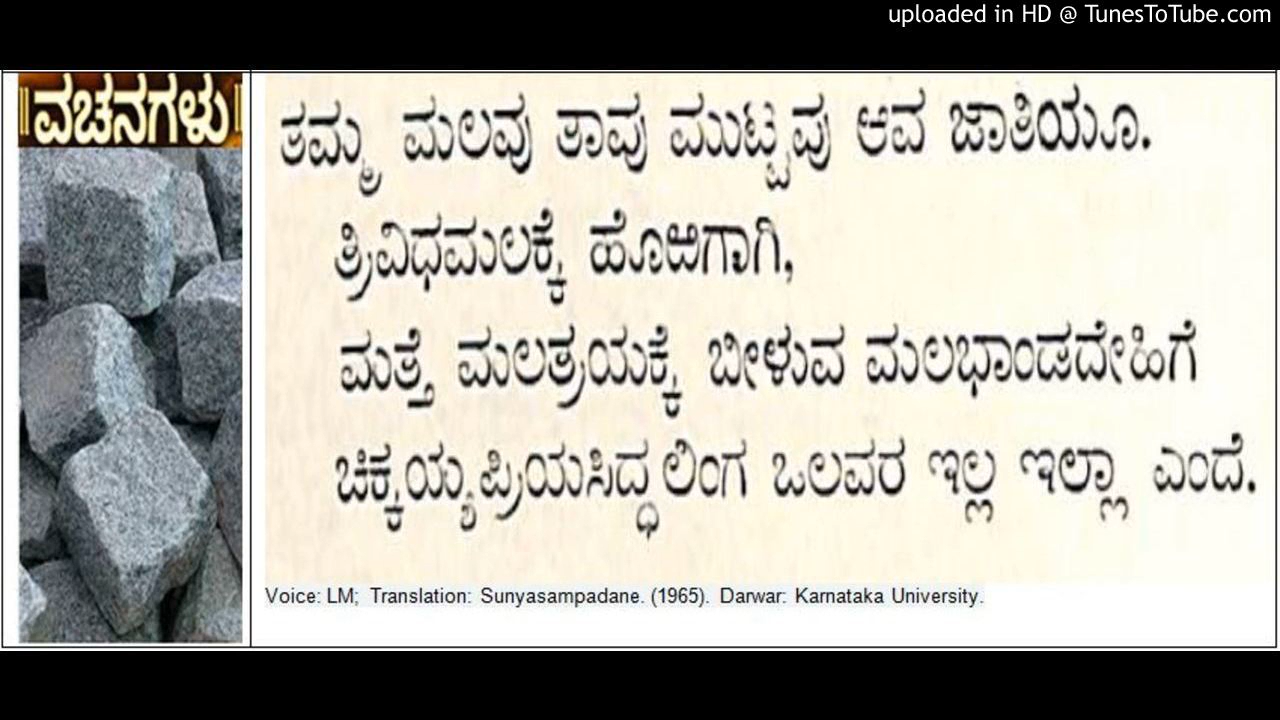 uploaded in HD @ TunesToTube.com
ವಚನಗಳು
ತಮ್ಮ ಮಲವು ತಾವು ಮುಟ್ಟವು ಆವ ಜಾತಿಯೂ.
ತ್ರಿವಿಧಮಲಕ್ಕೆ ಹೊಱಗಾಗಿ,
ಮತ್ತೆ ಮಲತ್ರಯಕ್ಕೆ ಬೀಳುವ ಮಲಭಾಂಡದೇಹಿಗೆ
ಚಿಕ್ಕಯ್ಯಪ್ರಿಯಸಿದ್ಧಲಿಂಗ ಒಲವರ ಇಲ್ಲ ಇಲ್ಲಾ ಎಂದೆ.
Voice: LM; Translation: Sunyasampadane. (1965). Darwar: Karnataka University.